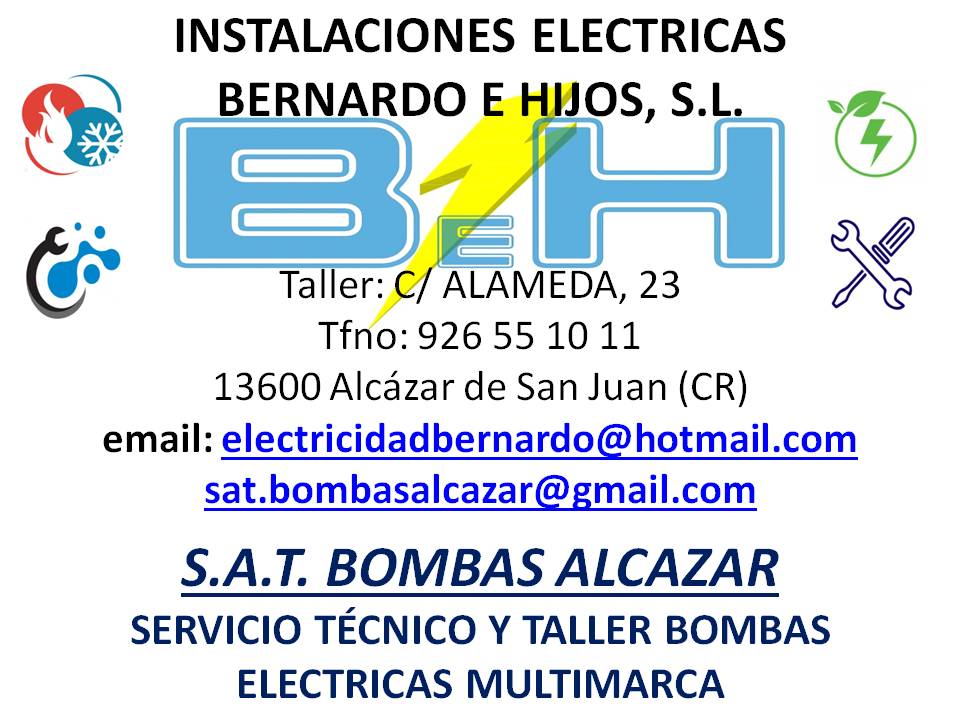 INSTALACIONES ELECTRICAS
BERNARDO E HIJOS, S.L.
B E H
Taller: C/ ALAMEDA, 23
Tfno: 926 55 10 11
13600 Alcázar de San Juan (CR)
email: electricidadbernardo@hotmail.com
sat.bombasalcazar@gmail.com
S.A.T. BOMBAS ALCAZAR
SERVICIO TÉCNICO Y TALLER BOMBAS
ELECTRICAS MULTIMARCA